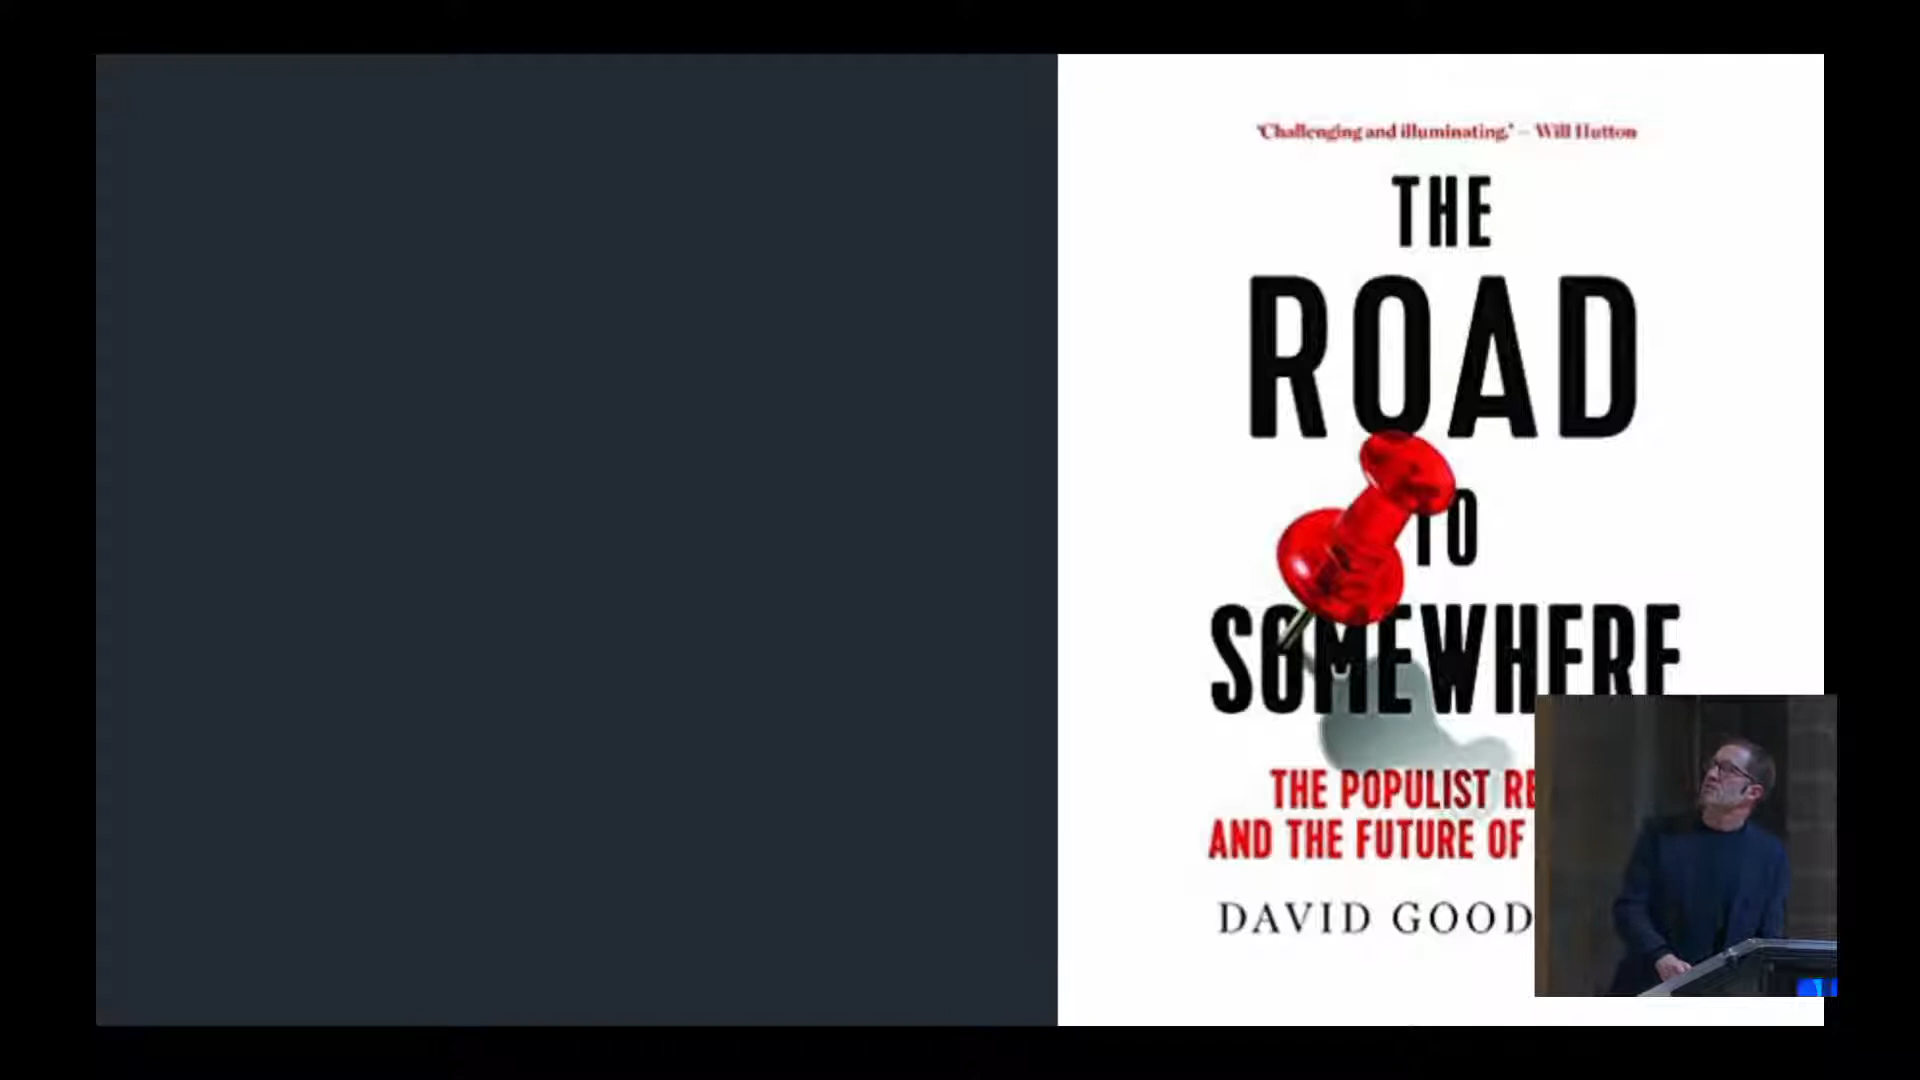 'Challenging and illuminating.' – Will Hutton
THE
ROAD
TO
SOMEWHERE
THE POPULIST RE
AND THE FUTURE OF
DAVID GOOD